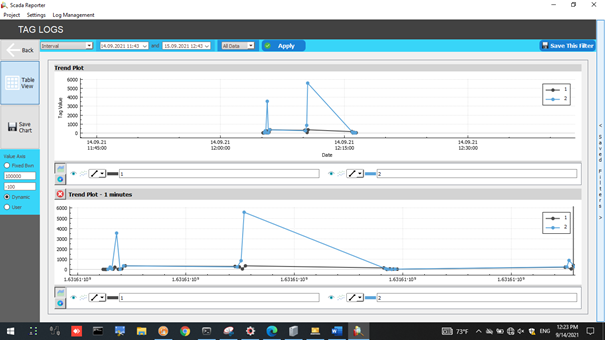 Scada Reporter
Project Settings Log Management
TAG LOGS
Back
Interval
14.09.2021 11:43 and 15.09.2021 12:43
All Data
Apply
Save This Filter
Table
View
Save
Chart
Value Axis
Fixed Bwn
100000
-100
Dynamic
User
Trend Plot
6000
5000
4000
3000
2000
1000
0
Tag Value
1
2
14.09.21
11:45:00
14.09.21
12:00:00
14.09.21
12:15:00
14.09.21
12:30:00
Date
1
2
Trend Plot - 1 minutes
6000
5000
4000
3000
2000
1000
0
1
2
1.63161*10⁹
1.63161*10⁹
1.63161*10⁹
1.63161*10⁹
1.63161*10⁹
1
2
< Saved Filters >
73°F
ENG
12:23 PM
9/14/2021